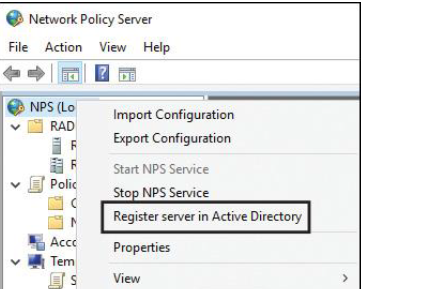 Network Policy Server
File Action View Help
NPS (Lo
Import Configuration
RAD
Export Configuration
R
Start NPS Service
R
Stop NPS Service
Polic
Register server in Active Directory
C
N
Properties
Acco
Tem
View >
S